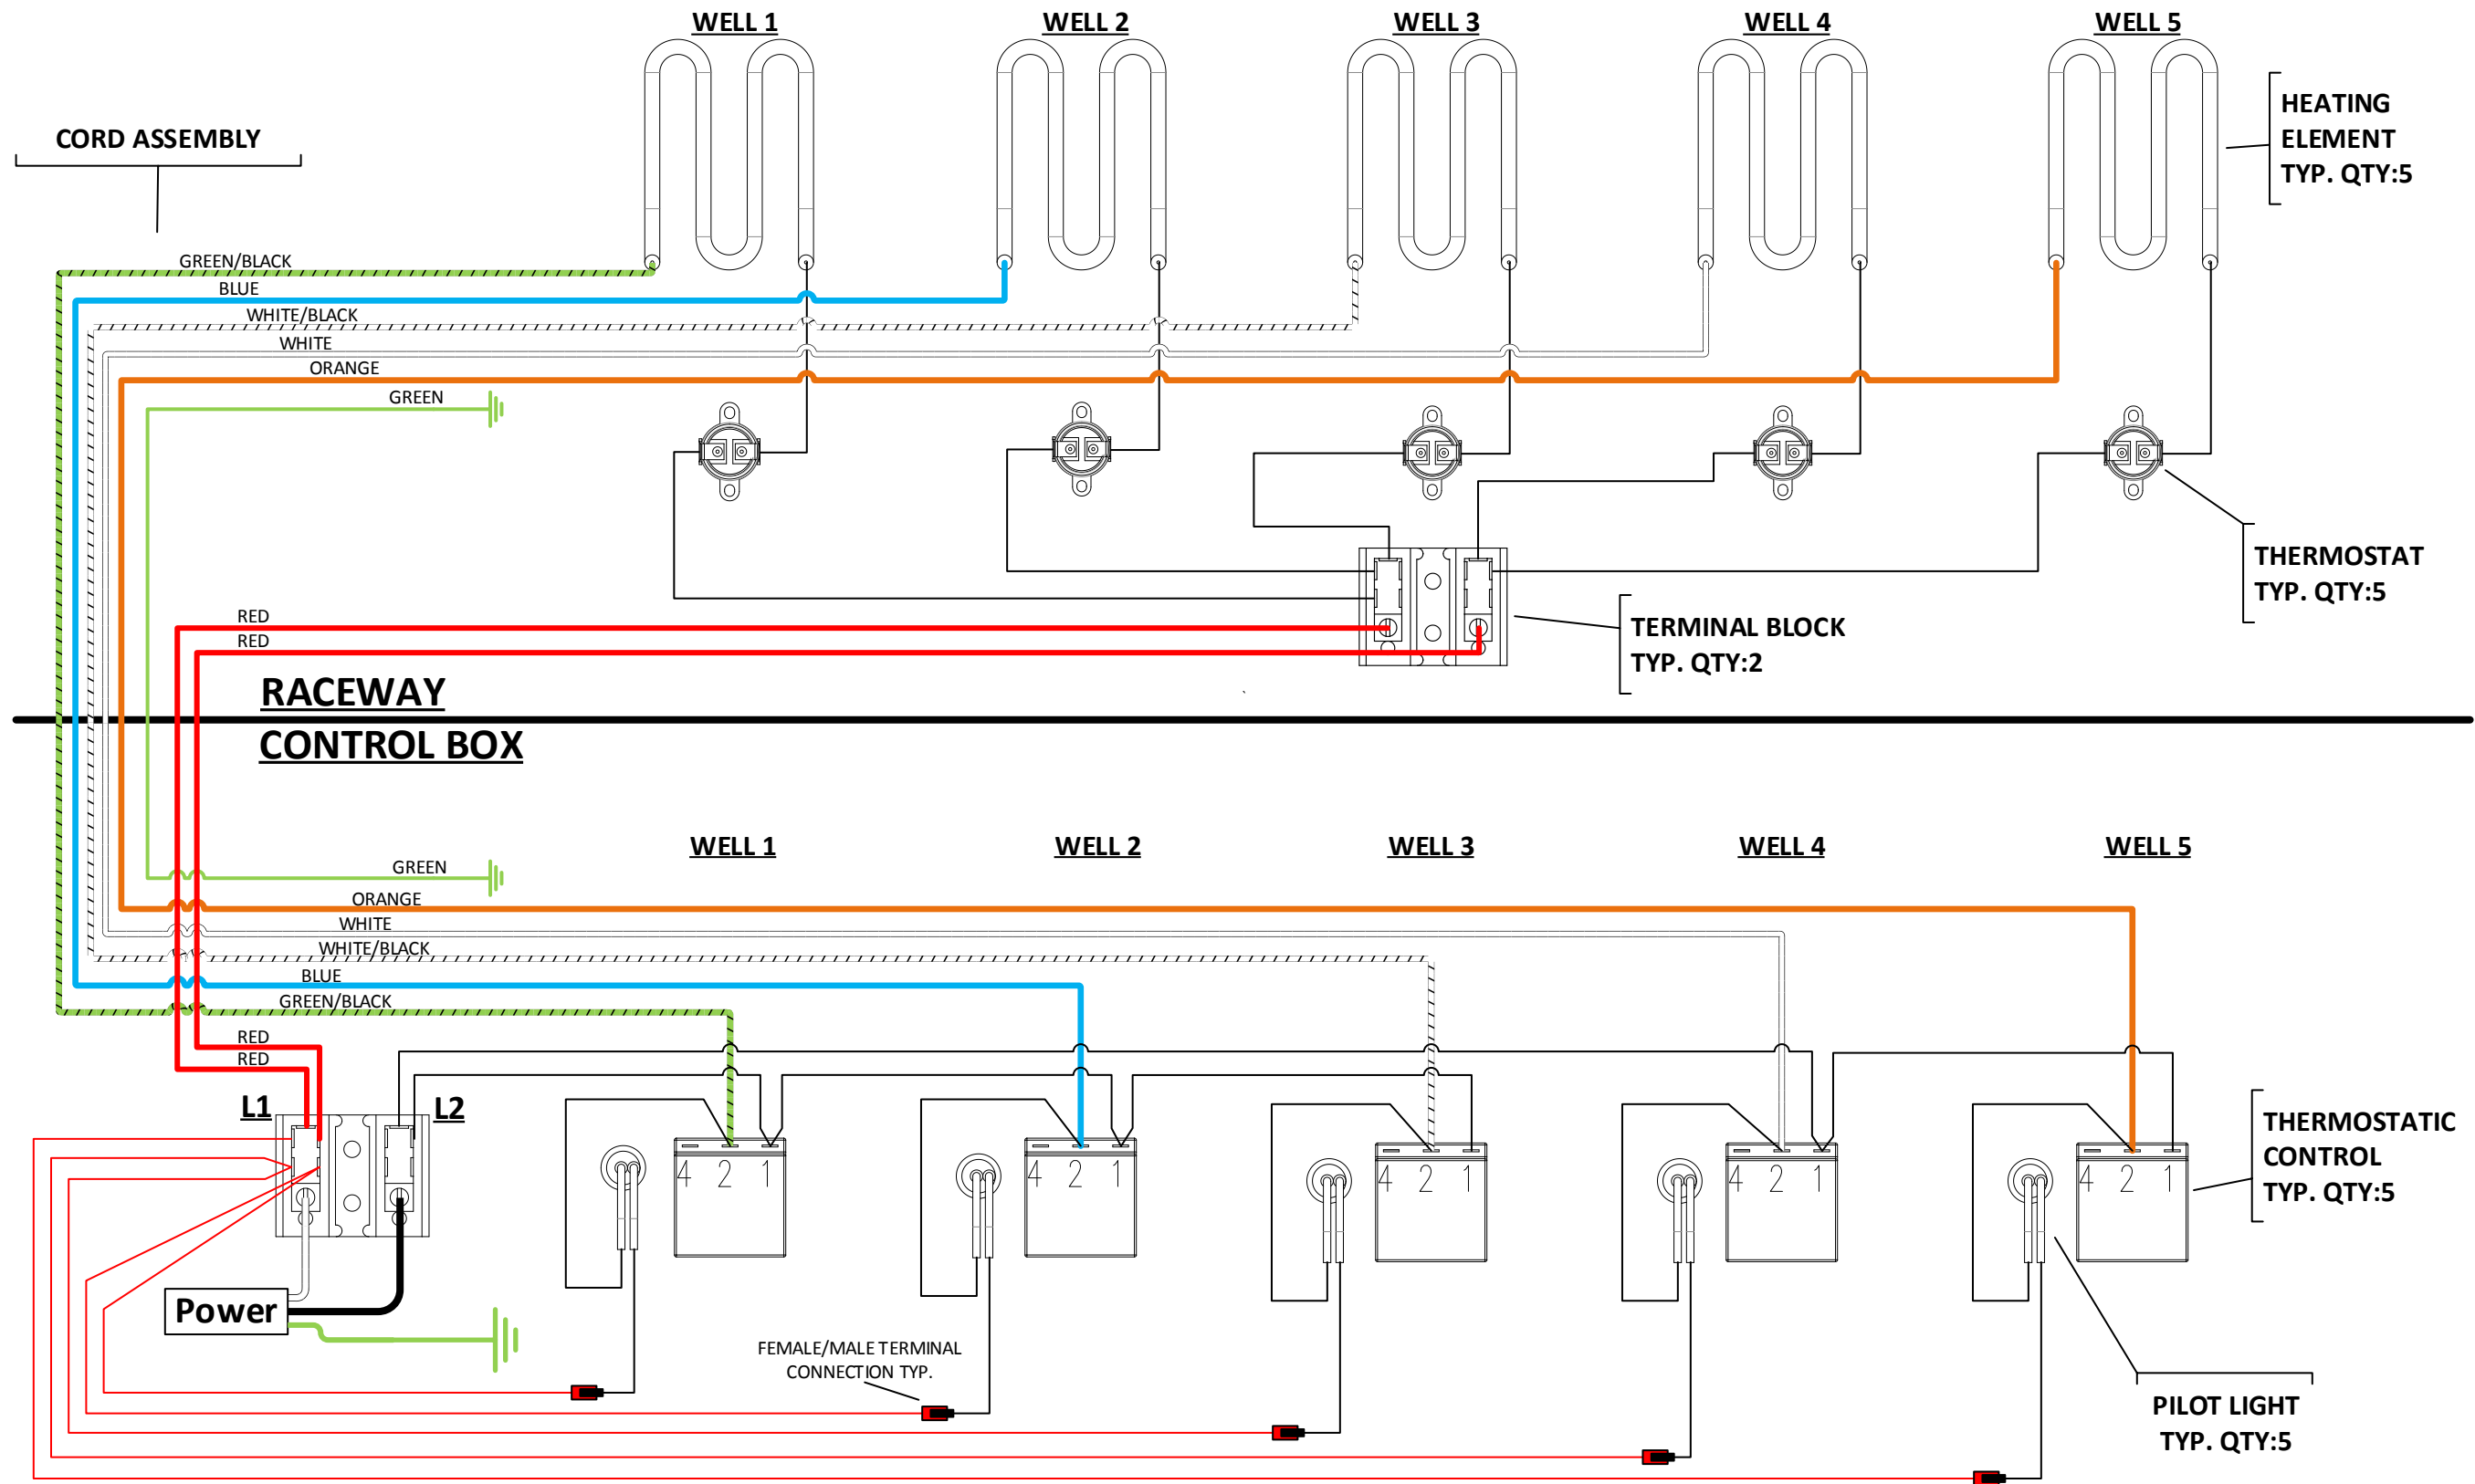 WELL 1
WELL 2
WELL 3
WELL 4
WELL 5
HEATING
ELEMENT
TYP. QTY:5
CORD ASSEMBLY
GREEN/BLACK
BLUE
WHITE/BLACK
WHITE
ORANGE
GREEN
THERMOSTAT
TYP. QTY:5
RED
RED
TERMINAL BLOCK
TYP. QTY:2
RACEWAY
CONTROL BOX
WELL 1
WELL 2
WELL 3
WELL 4
WELL 5
GREEN
ORANGE
WHITE
WHITE/BLACK
BLUE
GREEN/BLACK
RED
RED
L1
L2
THERMOSTATIC
CONTROL
TYP. QTY:5
4 2 1
4 2 1
4 2 1
4 2 1
4 2 1
Power
FEMALE/MALE TERMINAL
CONNECTION TYP.
PILOT LIGHT
TYP. QTY:5